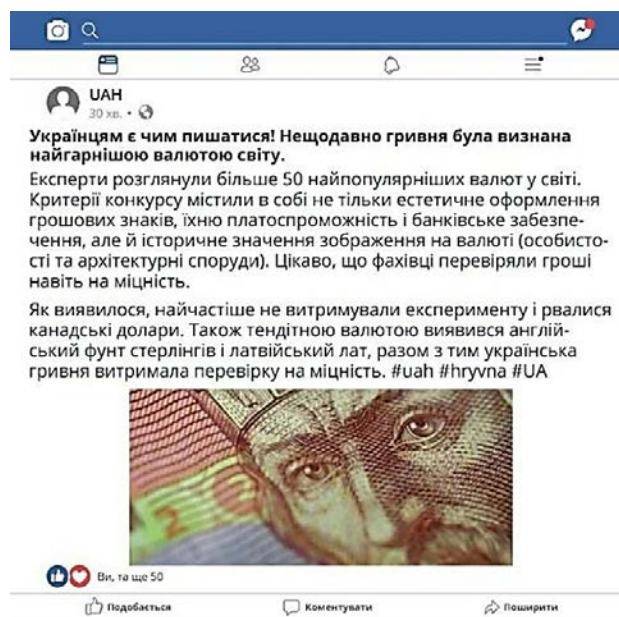 UAH
30 хв. •
Українцям є чим пишатися! Нещодавно гривня була визнана
найгарнішою валютою світу.
Експерти розглянули більше 50 найпопулярніших валют у світі.
Критерії конкурсу містили в собі не тільки естетичне оформлення
грошових знаків, їхню платоспроможність і банківське забезпе-
чення, але й історичне значення зображення на валюті (особисто-
сті та архітектурні споруди). Цікаво, що фахівці перевіряли гроші
навіть на міцність.
Як виявилося, найчастіше не витримували експерименту і рвалися
канадські долари. Також тендітною валютою виявився англій-
ський фунт стерлінгів і латвійський лат, разом з тим українська
гривня витримала перевірку на міцність. #uah #hryvna #UA
Ви, та ще 50
Подобається Коментувати Поширити